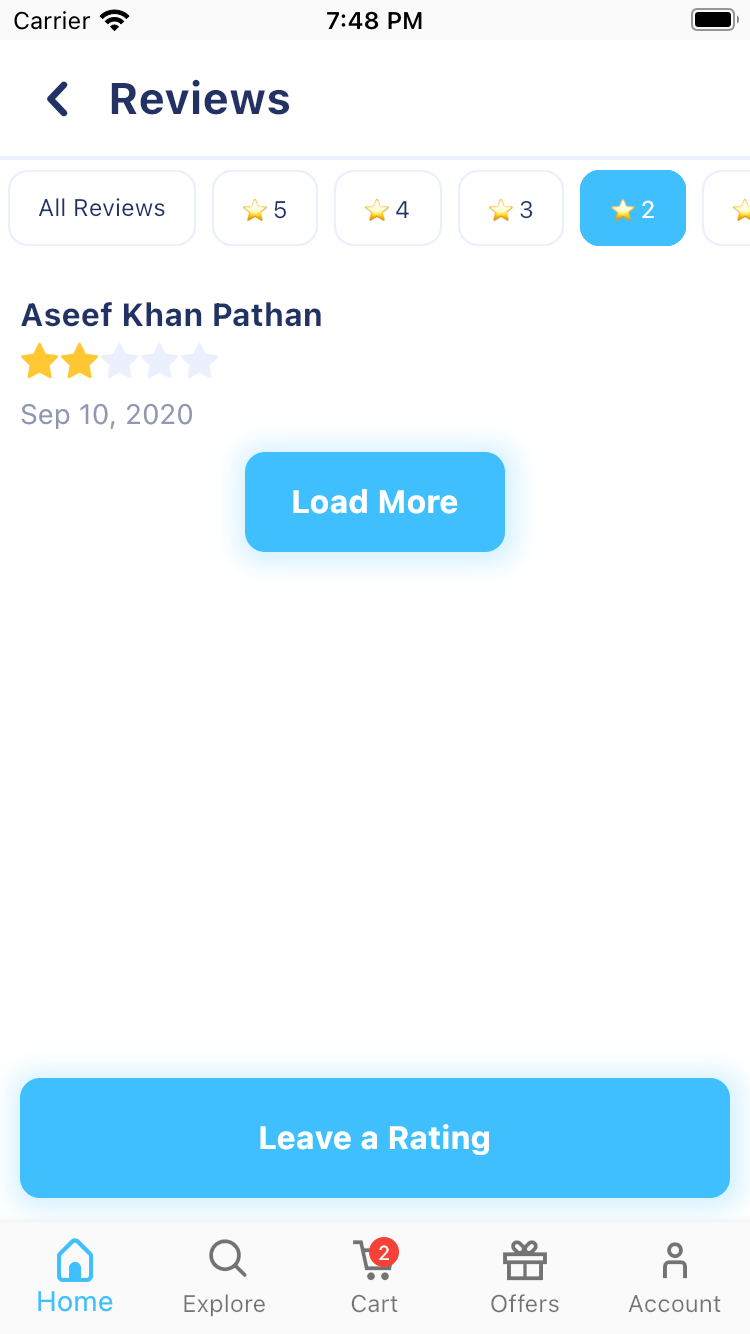 Carrier 7:48 PM
Reviews
All Reviews 5 4 3 2
Aseef Khan Pathan
Sep 10, 2020
Load More
Leave a Rating
2
Home Explore Cart Offers Account